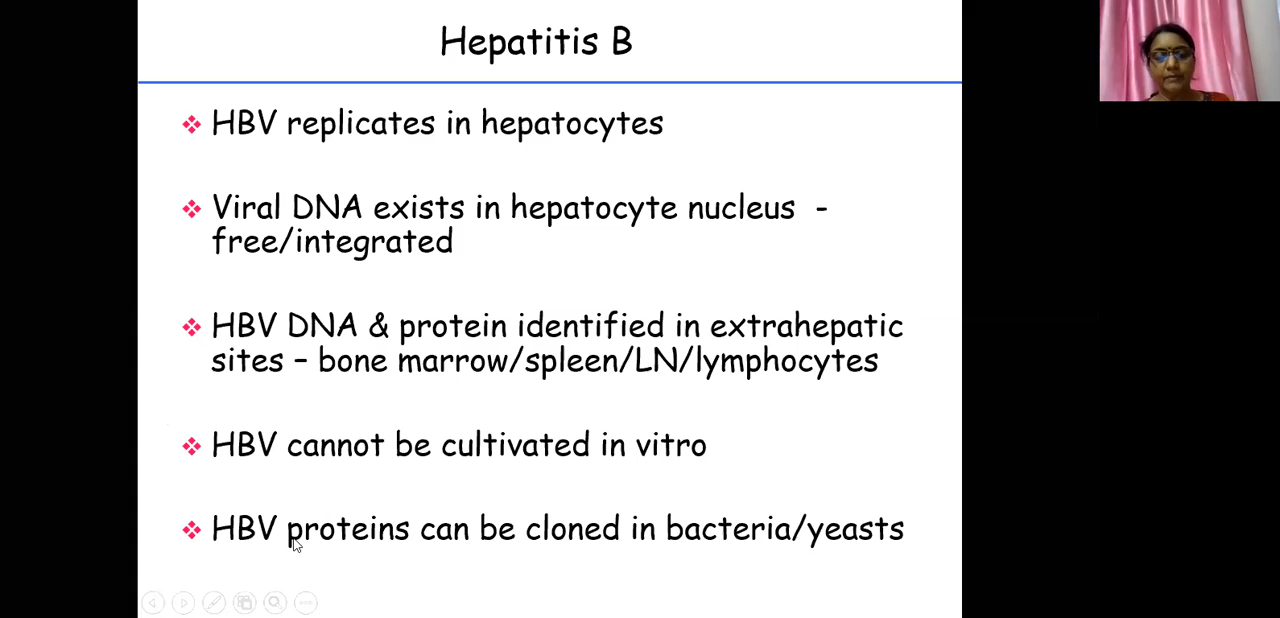 Hepatitis B
HBV replicates in hepatocytes
Viral DNA exists in hepatocyte nucleus -
free/integrated
HBV DNA & protein identified in extrahepatic
sites – bone marrow/spleen/LN/lymphocytes
HBV cannot be cultivated in vitro
HBV proteins can be cloned in bacteria/yeasts